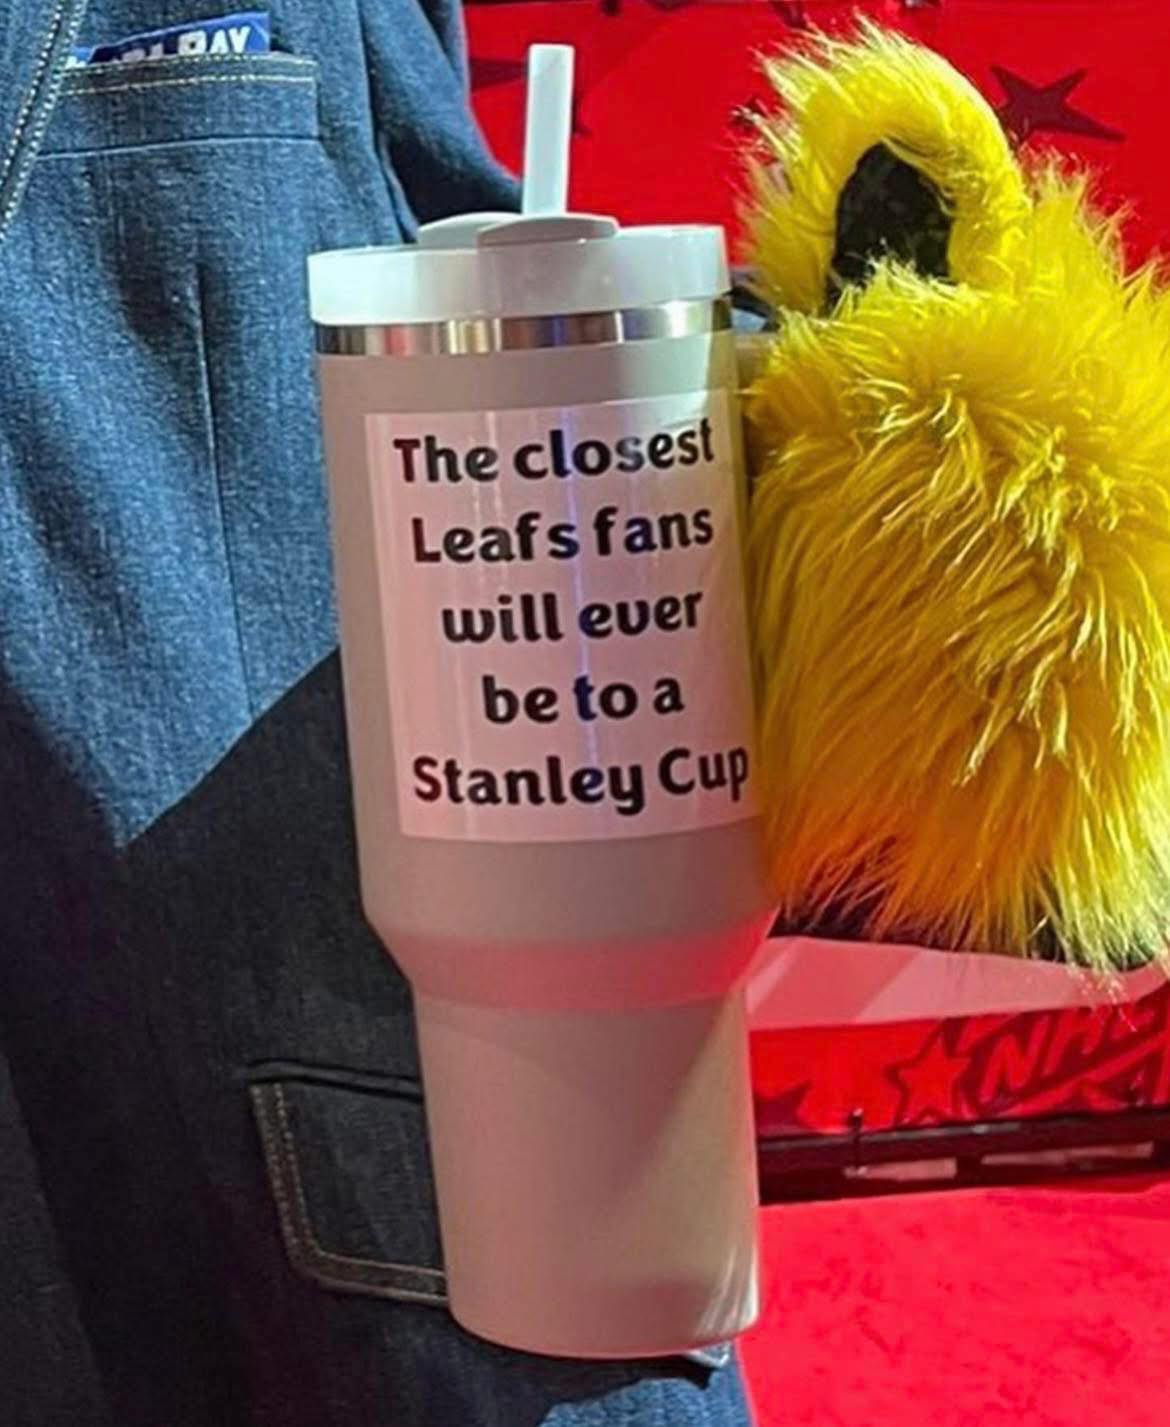 The closest
Leafs fans
will ever
be to a
Stanley Cup